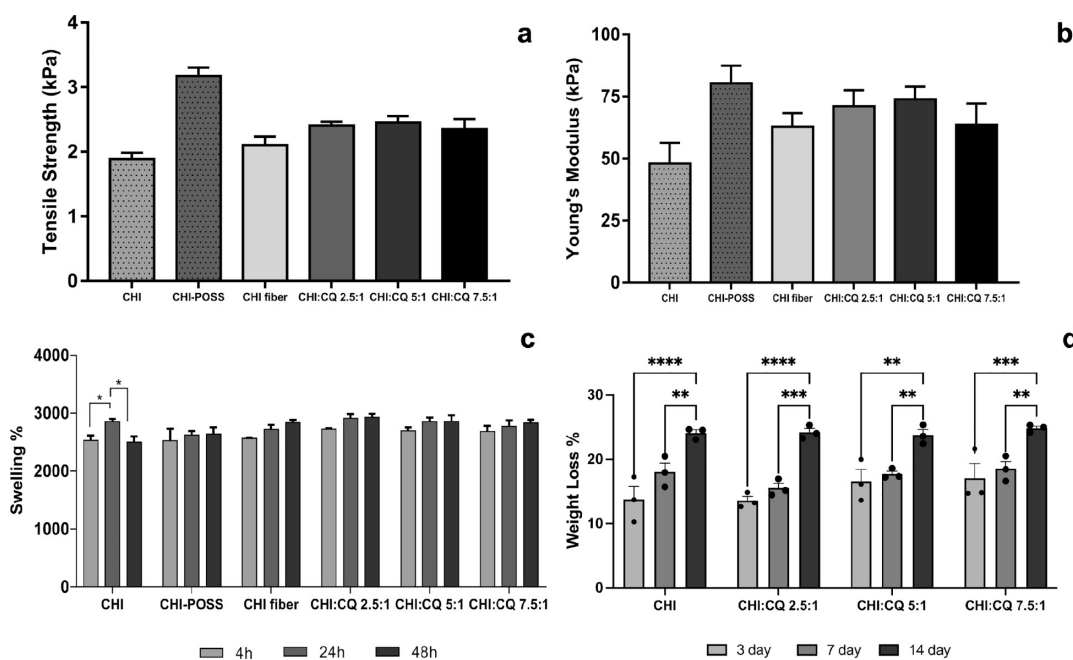 a
Tensile Strength (kPa)
4
3
2
1
0
CHI CHI-POSS CHI fiber CHI:CQ 2.5:1 CHI:CQ 5:1 CHI:CQ 7.5:1
b
Young's Modulus (kPa)
100
75
50
25
0
CHI CHI-POSS CHI fiber CHI:CQ 2.5:1 CHI:CQ 5:1 CHI:CQ 7.5:1
c
Swelling %
4000
3000
2000
1000
0
* *
CHI CHI-POSS CHI fiber CHI:CQ 2.5:1 CHI:CQ 5:1 CHI:CQ 7.5:1
4h 24h 48h
d
Weight Loss %
30
20
10
0
**** **** ** ***
** *** ** **
CHI CHI:CQ 2.5:1 CHI:CQ 5:1 CHI:CQ 7.5:1
3 day 7 day 14 day